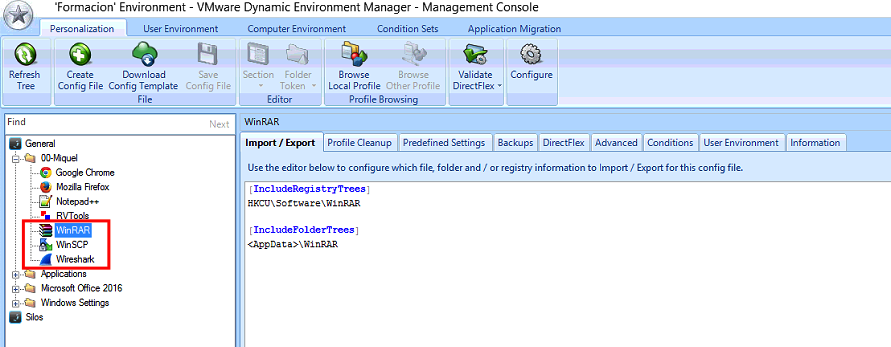 'Formacion' Environment - VMware Dynamic Environment Manager - Management Console
Personalization
User Environment
Computer Environment
Condition Sets
Application Migration
Refresh Tree
Create Config File
Download Config Template
Save Config File
File
Section
Folder Token
Editor
Browse Local Profile
Browse Other Profile
Profile Browsing
Validate DirectFlex
Configure
Find
Next
General
00-Miquel
Google Chrome
Mozilla Firefox
Notepad++
RVTools
WinRAR
WinSCP
Wireshark
Applications
Microsoft Office 2016
Windows Settings
Silos
WinRAR
Import / Export
Profile Cleanup
Predefined Settings
Backups
DirectFlex
Advanced
Conditions
User Environment
Information
Use the editor below to configure which file, folder and / or registry information to Import / Export for this config file.
[IncludeRegistryTrees]
HKCU\Software\WinRAR
[IncludeFolderTrees]
<AppData>\WinRAR